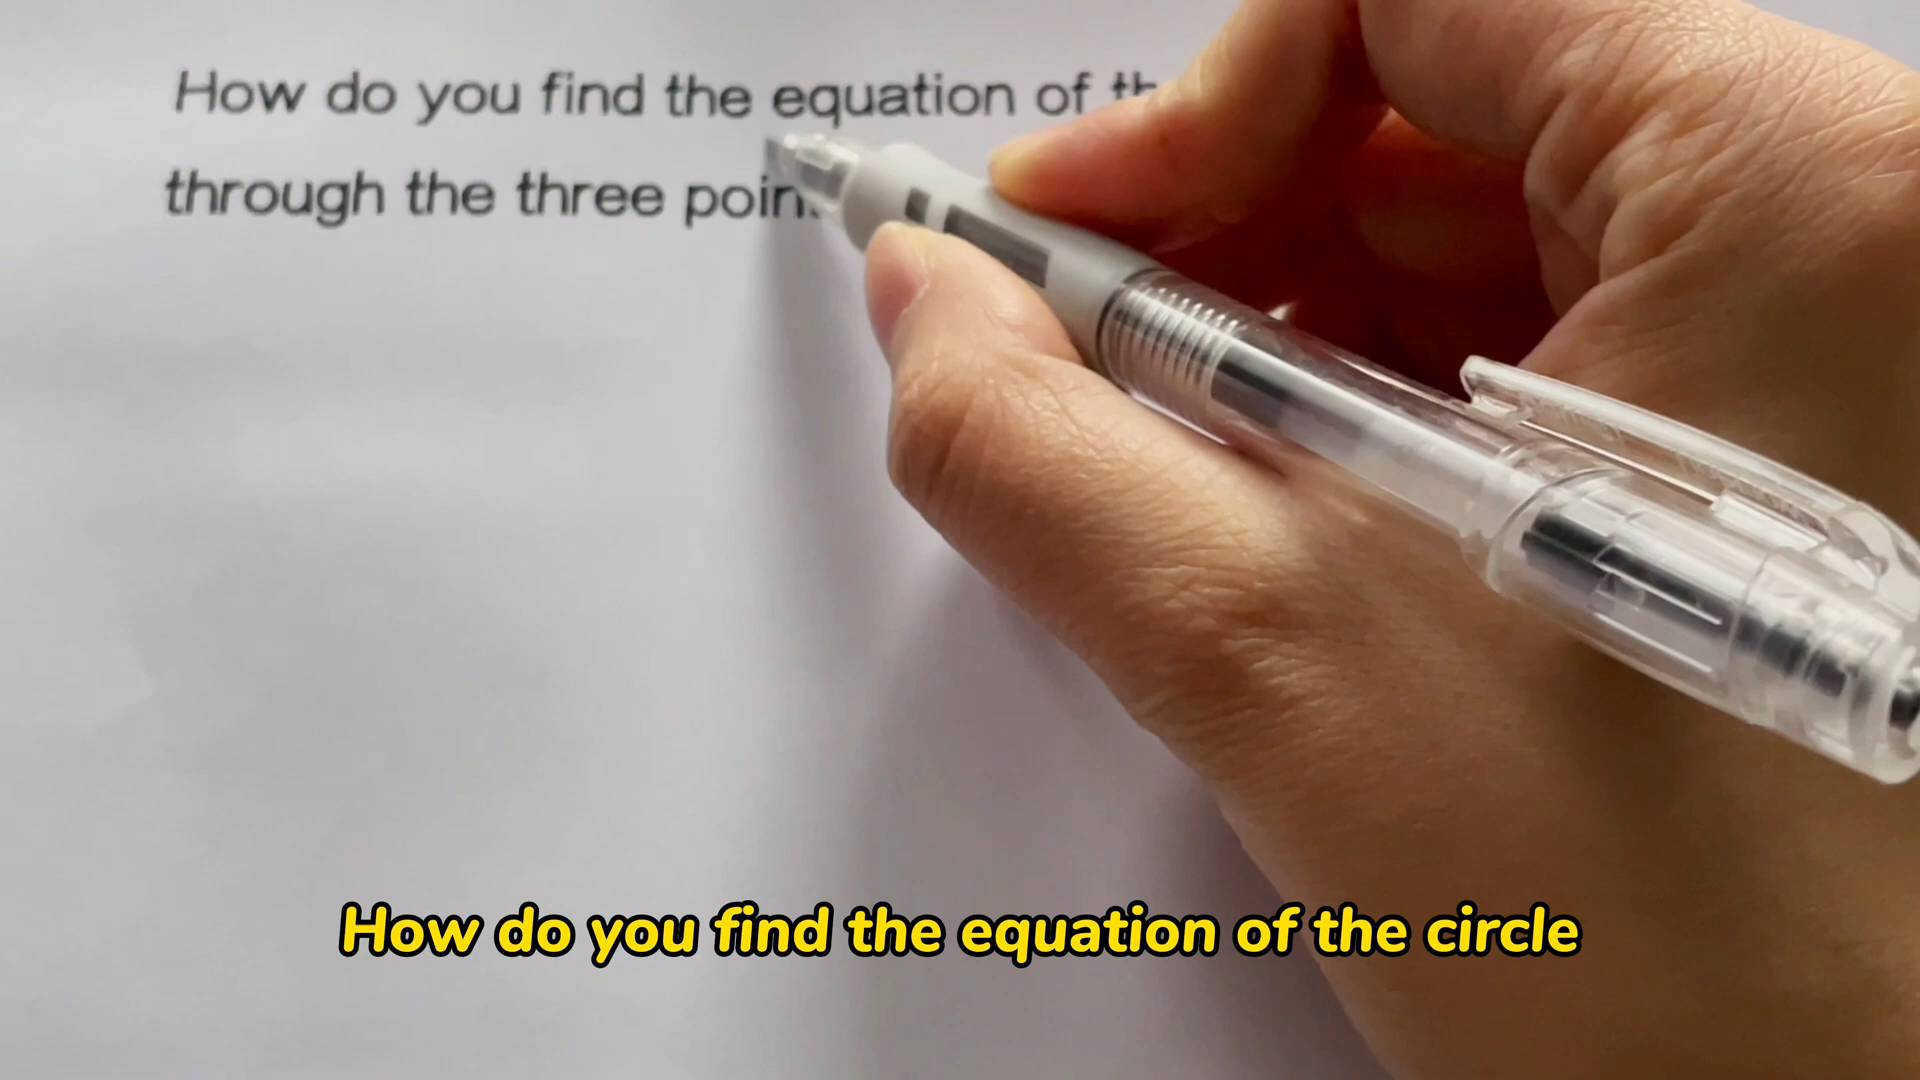 How do you find the equation of
through the three
How do you find the equation of the circle